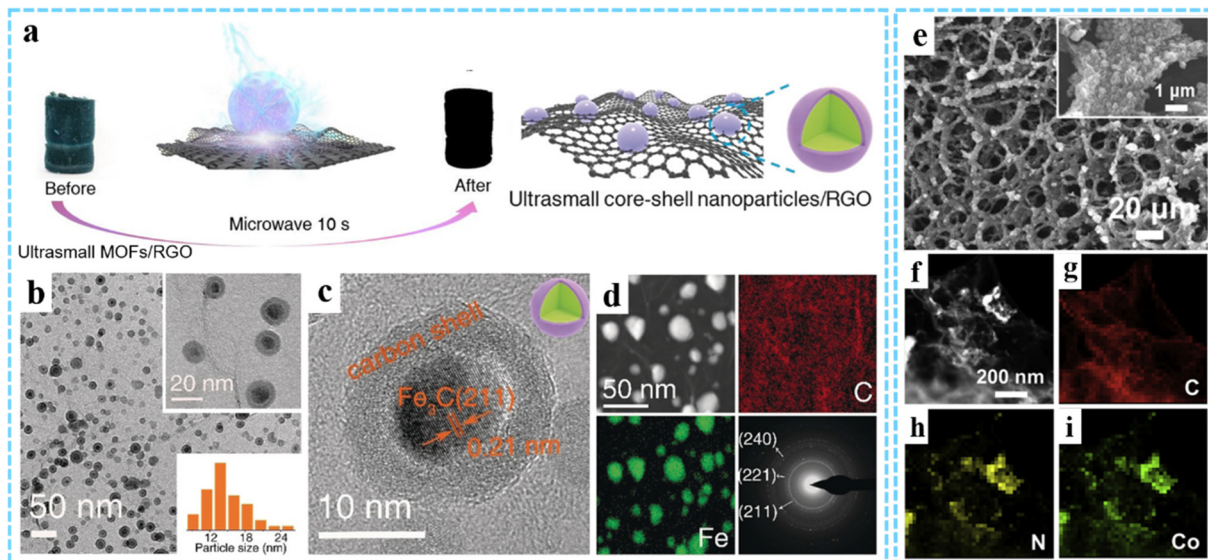 a
Before
Microwave 10 s
After
Ultrasmall MOFs/RGO
Ultrasmall core-shell nanoparticles/RGO
b
20 nm
50 nm
12 18 24
Particle size (nm)
c
carbon shell
Fe3C(211)
0.21 nm
10 nm
d
50 nm
C
Fe
(240)
(221)
(211)
e
1 μm
20 μm
f
200 nm
g
C
h
N
i
Co